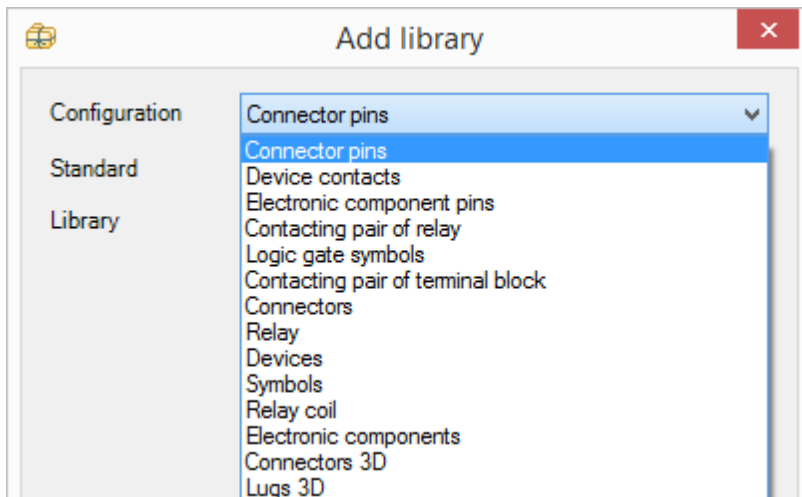 Add library
Configuration
Connector pins
Connector pins
Standard
Device contacts
Electronic component pins
Library
Contacting pair of relay
Logic gate symbols
Contacting pair of terminal block
Connectors
Relay
Devices
Symbols
Relay coil
Electronic components
Connectors 3D
Lugs 3D